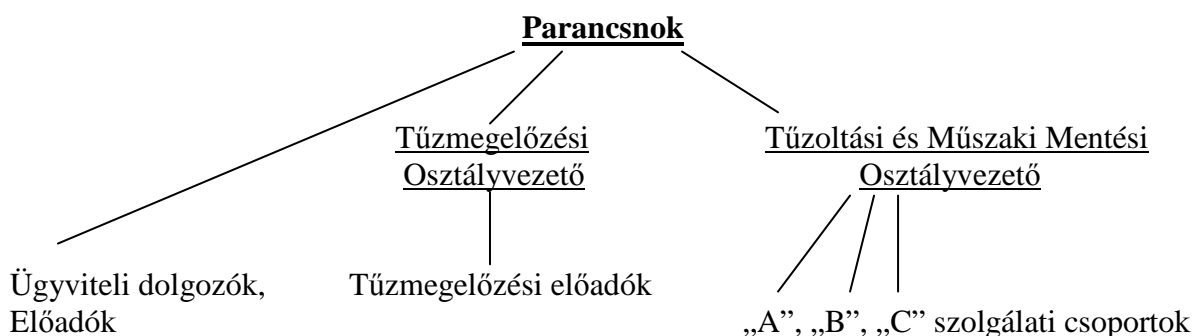 Parancsnok
Tűzmegelőzési
Osztályvezető
Tűzoltási és Műszaki Mentési
Osztályvezető
Ügyviteli dolgozók,
Előadók
Tűzmegelőzési előadók
„A”, „B”, „C” szolgálati csoportok